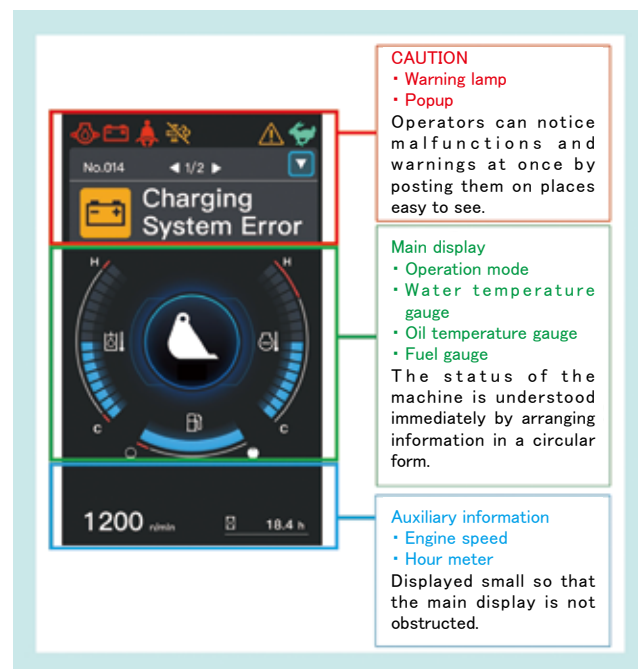 No.014
◀ 1/2 ▶
Charging
System Error
H
H
C
C
1200 r/min
18.4 h
CAUTION
・Warning lamp
・Popup
Operators can notice
malfunctions and
warnings at once by
posting them on places
easy to see.
Main display
・Operation mode
・Water temperature
gauge
・Oil temperature gauge
・Fuel gauge
The status of the
machine is understood
immediately by arranging
information in a circular
form.
Auxiliary information
・Engine speed
・Hour meter
Displayed small so that
the main display is not
obstructed.